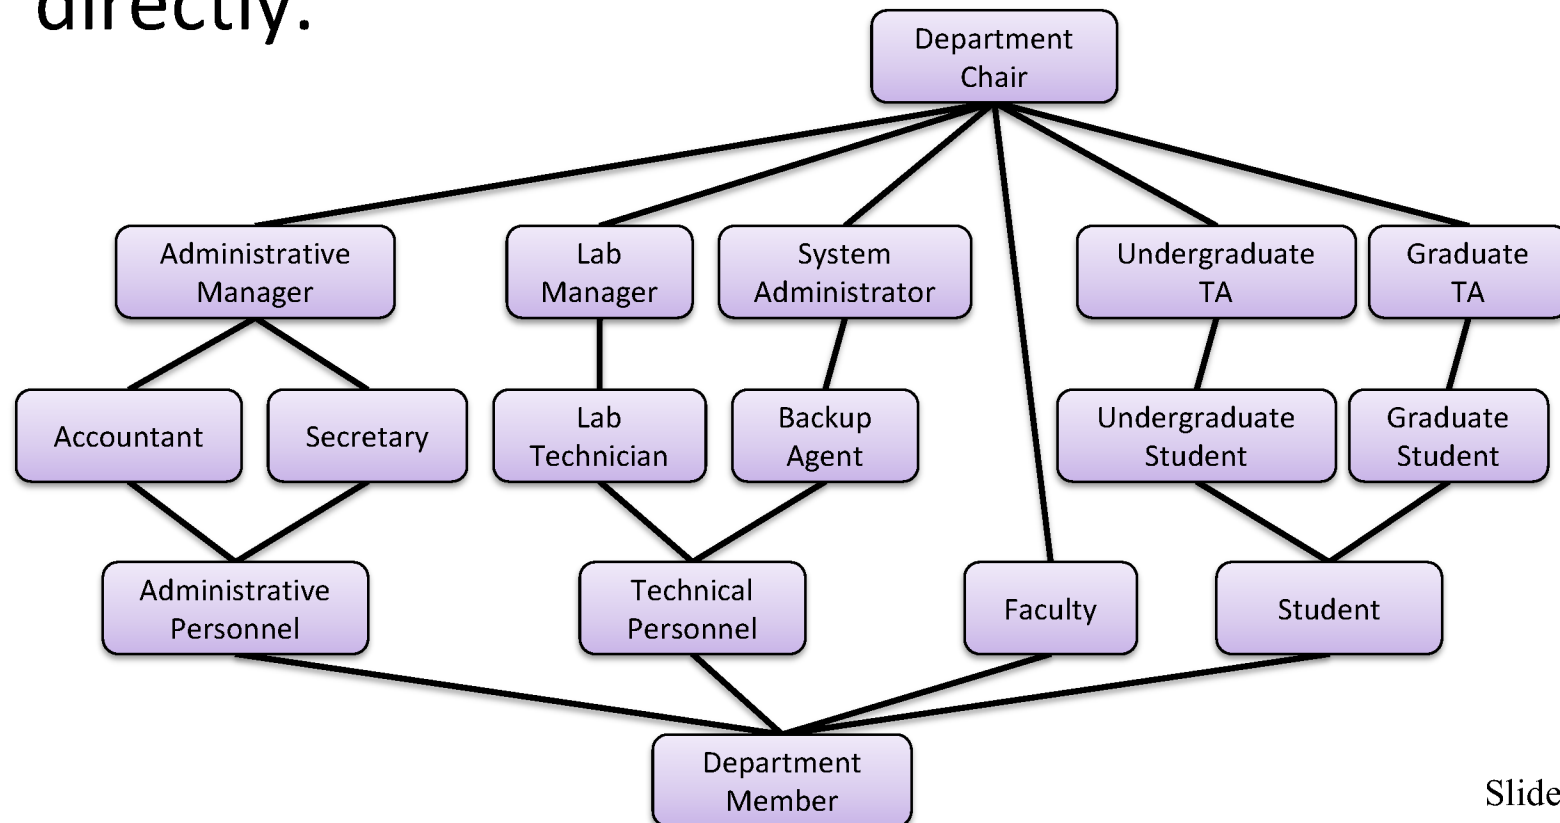 directly.
Department
Chair
Administrative
Manager
Lab
Manager
System
Administrator
Undergraduate
TA
Graduate
TA
Accountant
Secretary
Lab
Technician
Backup
Agent
Undergraduate
Student
Graduate
Student
Administrative
Personnel
Technical
Personnel
Faculty
Student
Department
Member
Slide